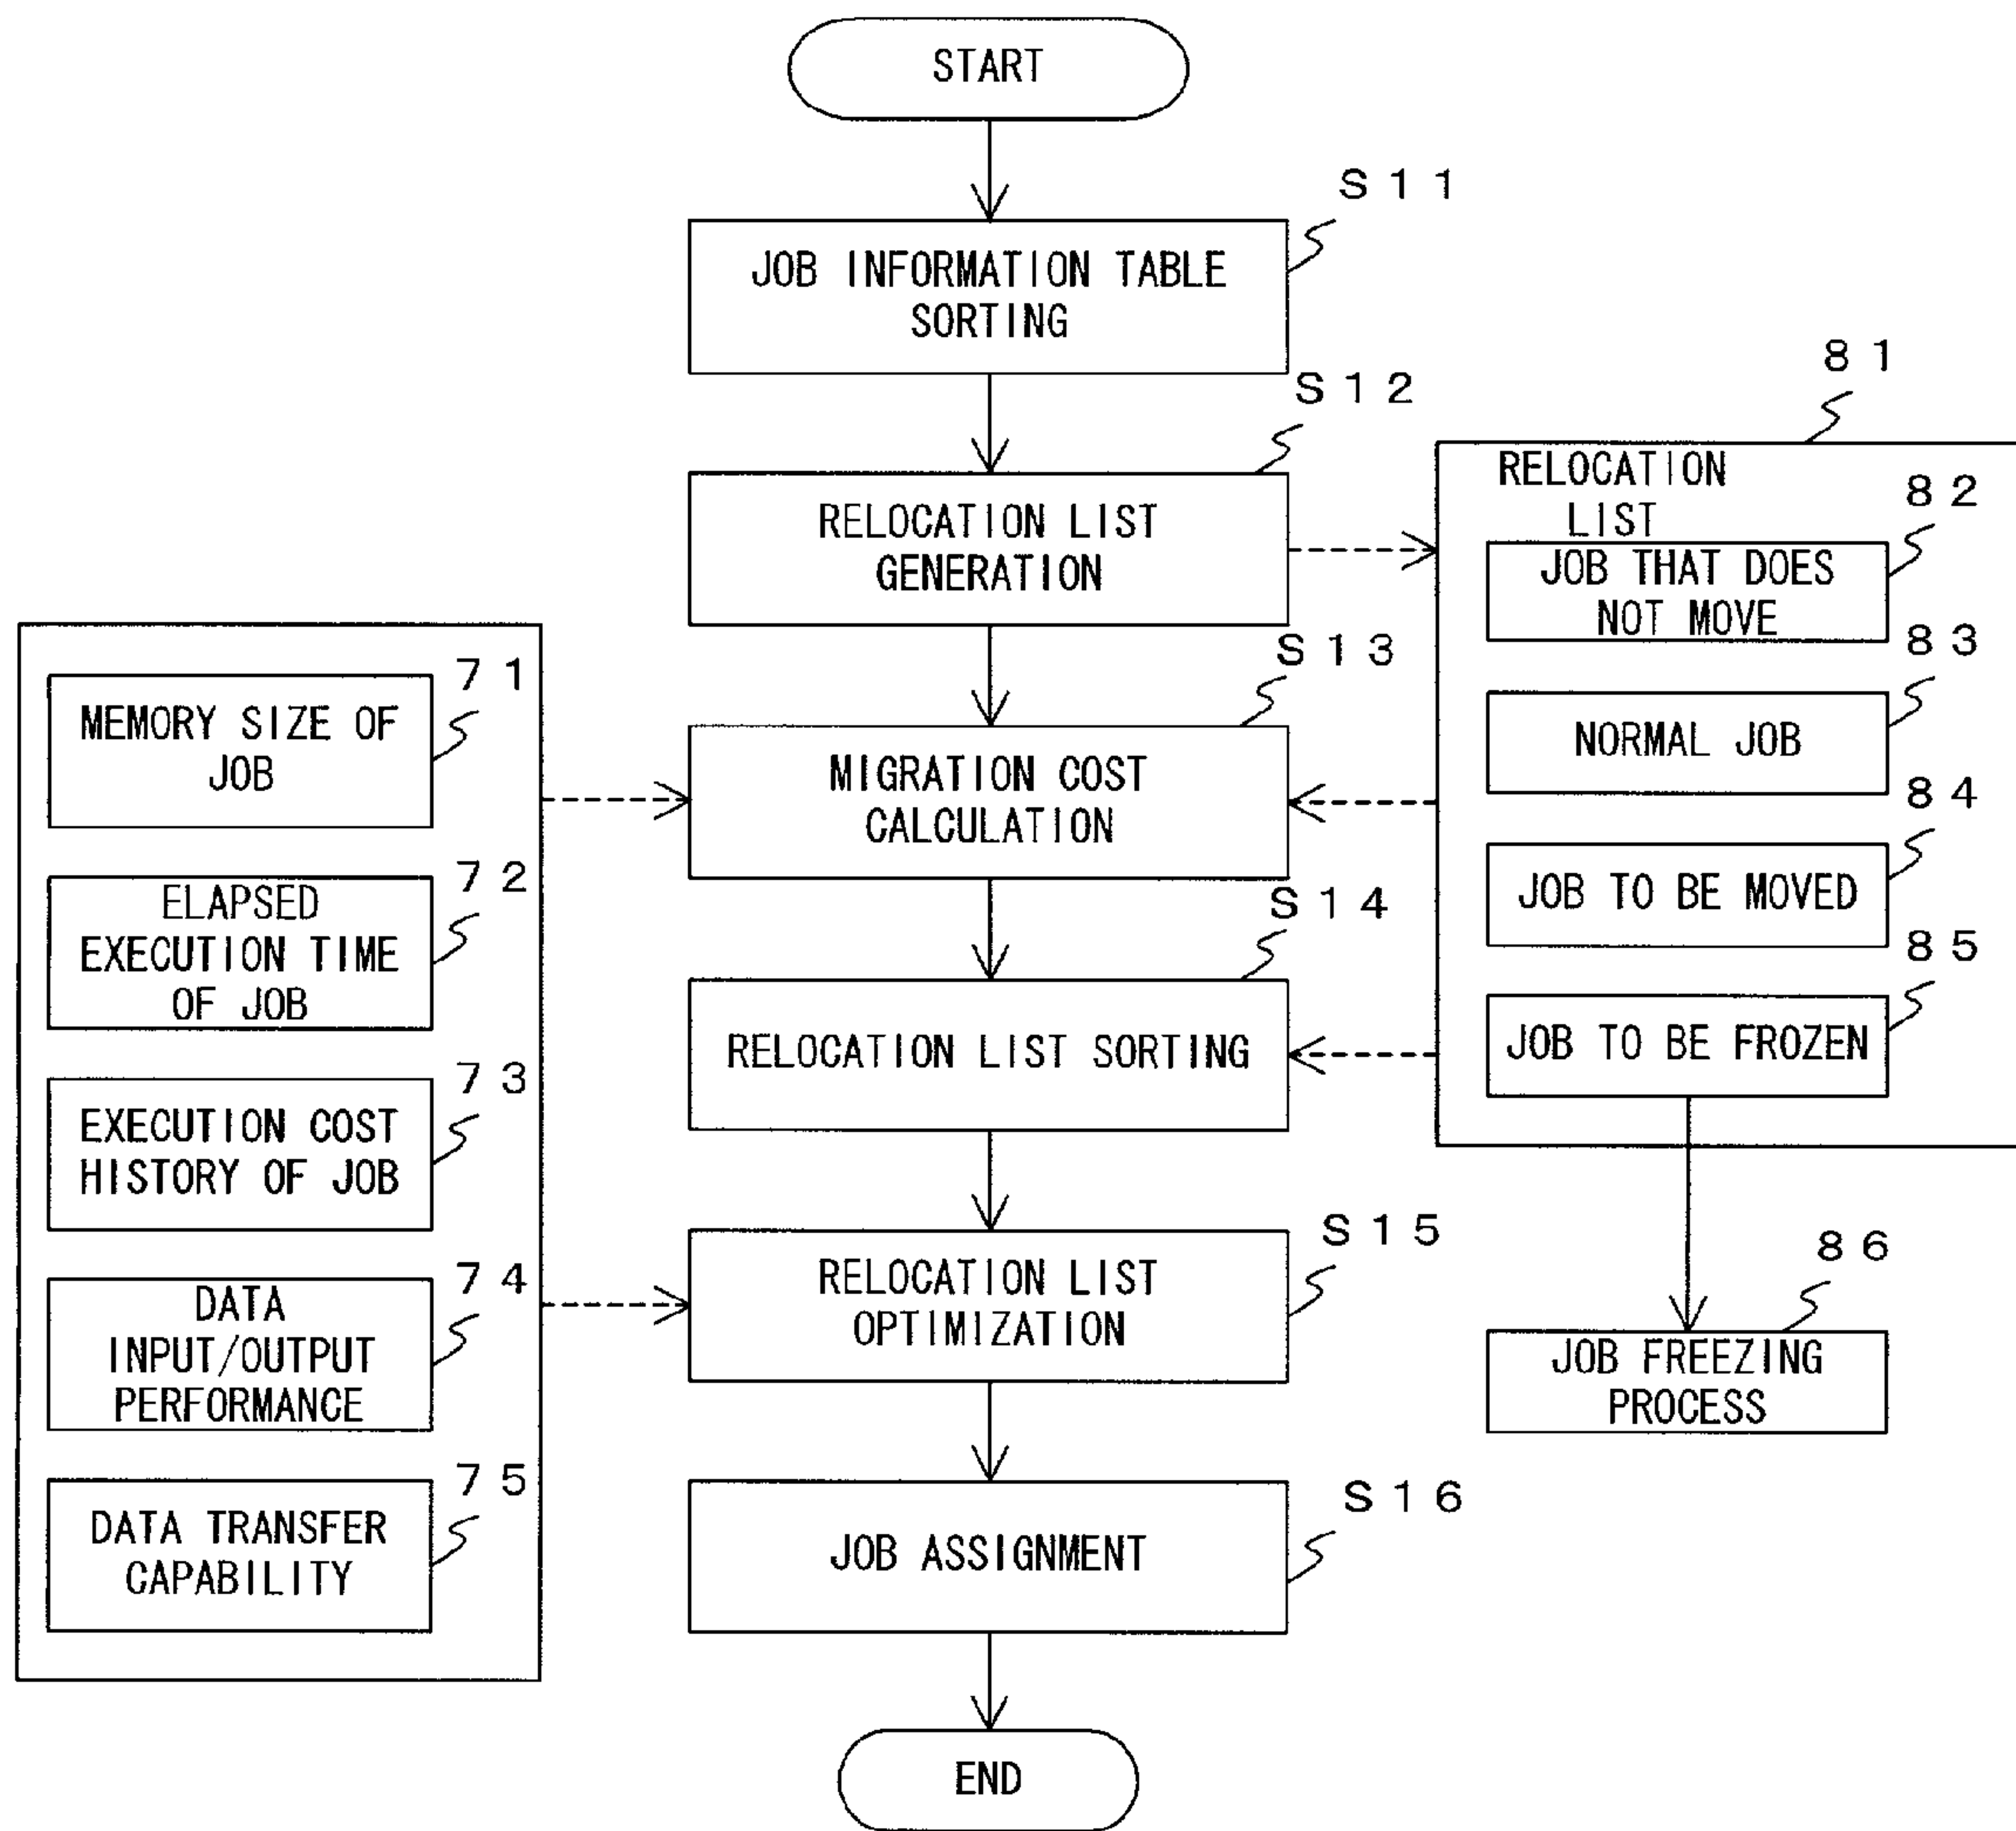 START
S11
JOB INFORMATION TABLE
SORTING
S12
RELOCATION LIST
GENERATION
S13
MIGRATION COST
CALCULATION
S14
RELOCATION LIST SORTING
S15
RELOCATION LIST
OPTIMIZATION
S16
JOB ASSIGNMENT
END
71
MEMORY SIZE OF
JOB
72
ELAPSED
EXECUTION TIME
OF JOB
73
EXECUTION COST
HISTORY OF JOB
74
DATA
INPUT/OUTPUT
PERFORMANCE
75
DATA TRANSFER
CAPABILITY
81
RELOCATION
LIST
82
JOB THAT DOES
NOT MOVE
83
NORMAL JOB
84
JOB TO BE MOVED
85
JOB TO BE FROZEN
86
JOB FREEZING
PROCESS